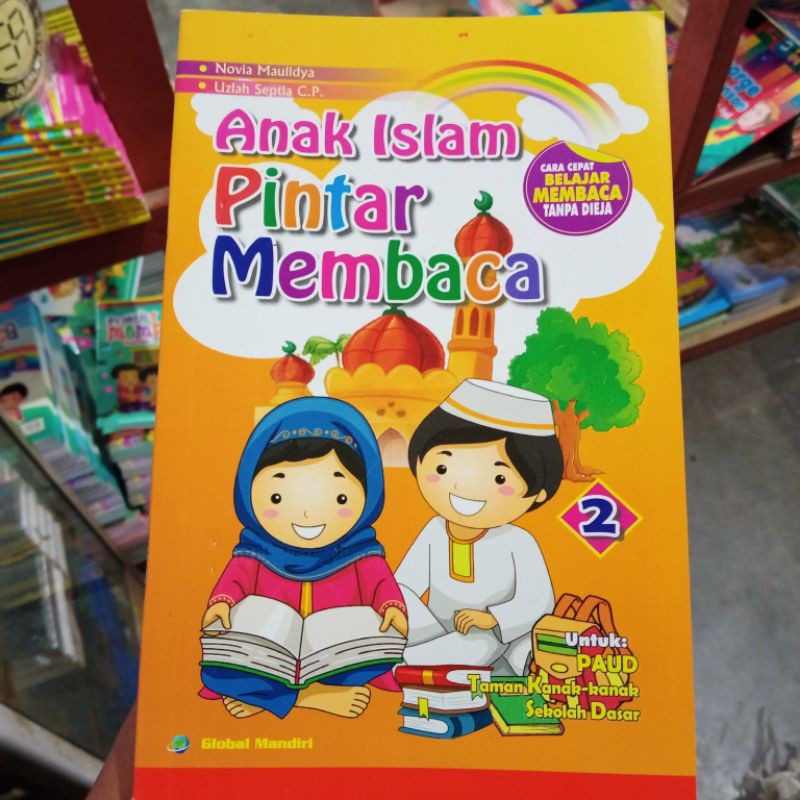 Novia Maulidya
Uziah Septia C.P.
Anak Islam
Pintar
Membaca
CARA CEPAT
BELAJAR
MEMBACA
TANPA DIEJA
2
Untuk:
PAUD
Taman Kanak-kanak
Sekolah Dasar
Global Mandiri